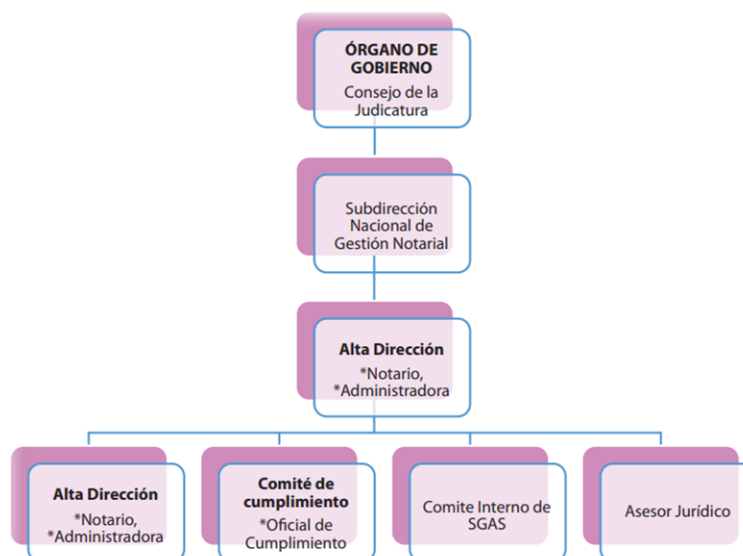 ÓRGANO DE
GOBIERNO
Consejo de la
Judicatura
Subdirección
Nacional de
Gestión Notarial
Alta Dirección
*Notario,
*Administradora
Alta Dirección
*Notario,
*Administradora
Comité de
cumplimiento
*Oficial de
Cumplimiento
Comite Interno de
SGAS
Asesor Jurídico